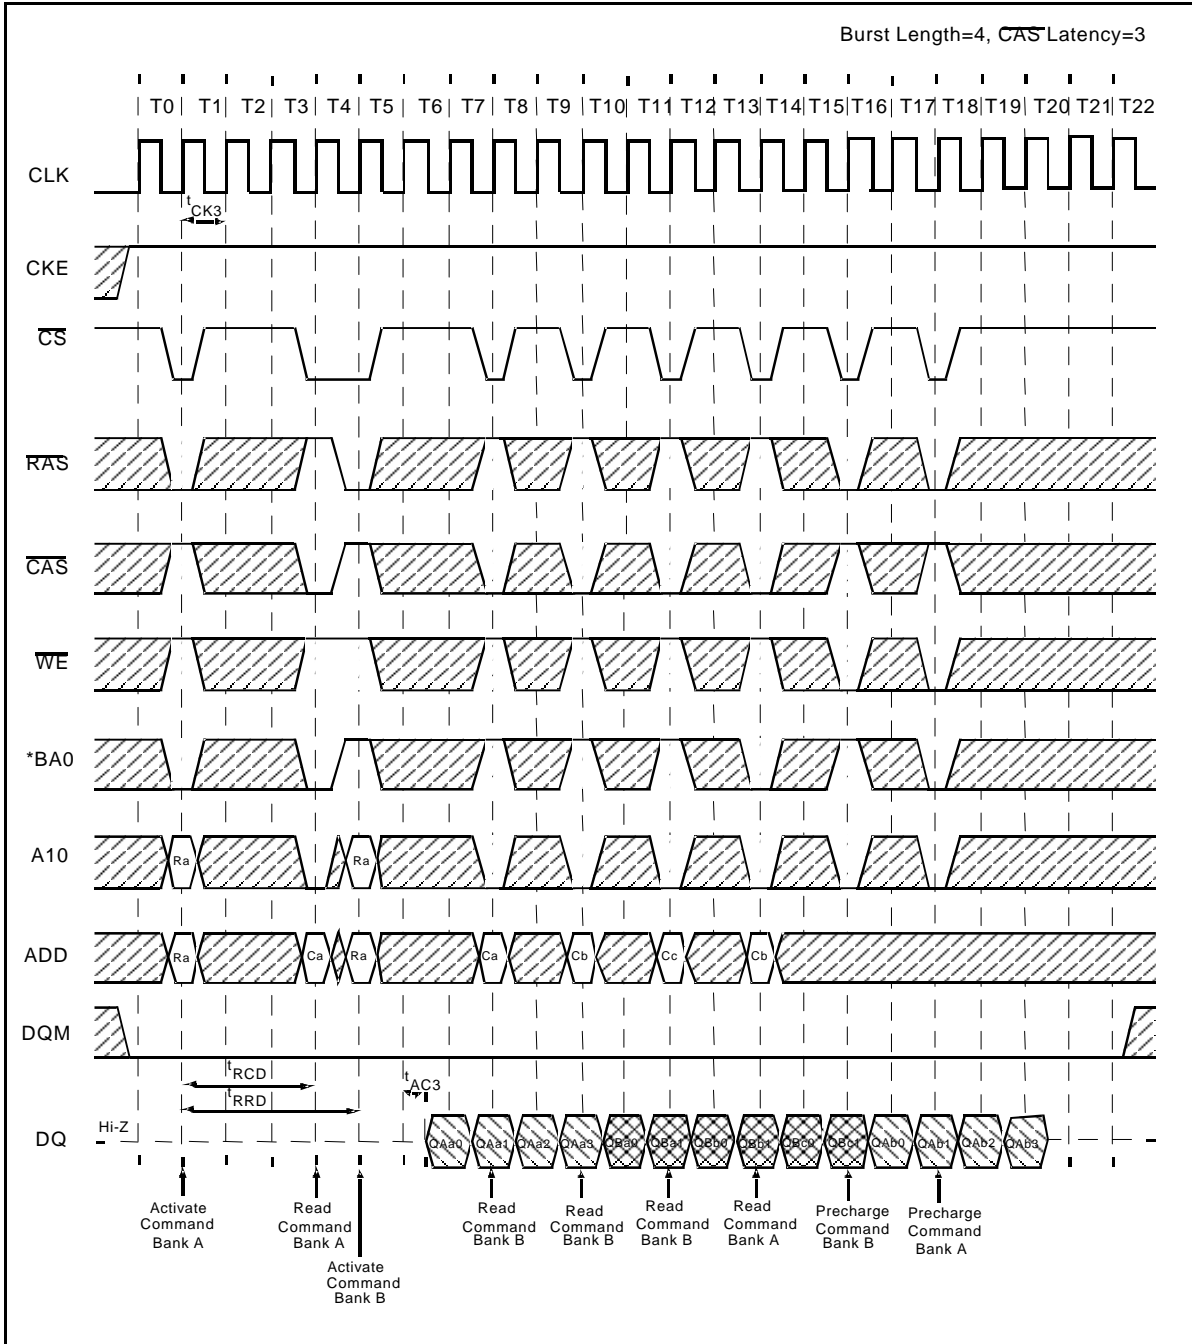 Burst Length=4, CAS Latency=3
T0 T1 T2 T3 T4 T5 T6 T7 T8 T9 T10 T11 T12 T13 T14 T15 T16 T17 T18 T19 T20 T21 T22
CLK
tCK3
CKE
CS
RAS
CAS
WE
*BA0
A10
Ra Ra
ADD
Ra Ca Ra Ca Cb Cc Cb
DQM
tRCD
tAC3
tRRD
Hi-Z
DQ
QAa0 QAa1 QAa2 QAa3 QBa0 QBa1 QBb0 QBb1 QBc0 QBc1 QAb0 QAb1 QAb2 QAb3
Activate
Command
Bank A
Read
Command
Bank A
Activate
Command
Bank B
Read
Command
Bank B
Read
Command
Bank B
Read
Command
Bank B
Read
Command
Bank A
Precharge
Command
Bank B
Precharge
Command
Bank A